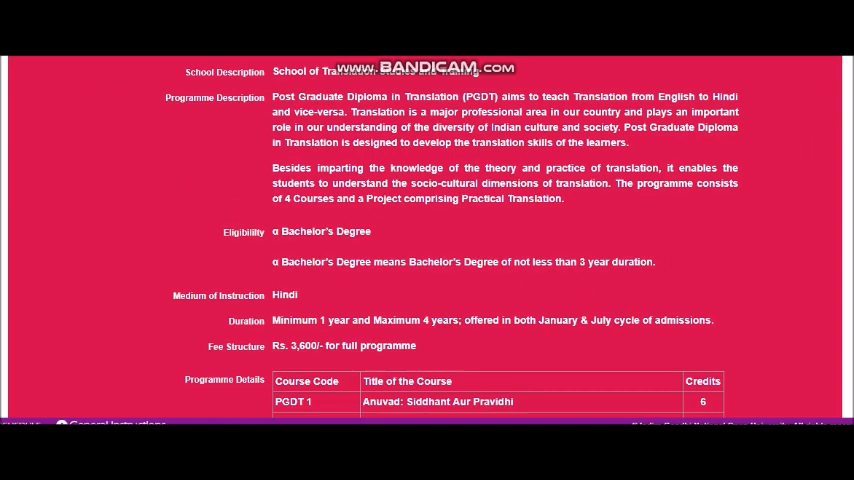 www.BANDICAM.com
School Description School of Translation Studies and Training
Programme Description Post Graduate Diploma in Translation (PGDT) aims to teach Translation from English to Hindi
and vice-versa. Translation is a major professional area in our country and plays an important
role in our understanding of the diversity of Indian culture and society. Post Graduate Diploma
in Translation is designed to develop the translation skills of the learners.
Besides imparting the knowledge of the theory and practice of translation, it enables the
students to understand the socio-cultural dimensions of translation. The programme consists
of 4 Courses and a Project comprising Practical Translation.
Eligibililty α Bachelor's Degree
α Bachelor's Degree means Bachelor's Degree of not less than 3 year duration.
Medium of Instruction Hindi
Duration Minimum 1 year and Maximum 4 years; offered in both January & July cycle of admissions.
Fee Structure Rs. 3,600/- for full programme
Programme Details Course Code Title of the Course Credits
PGDT 1 Anuvad: Siddhant Aur Pravidhi 6
General Instructions